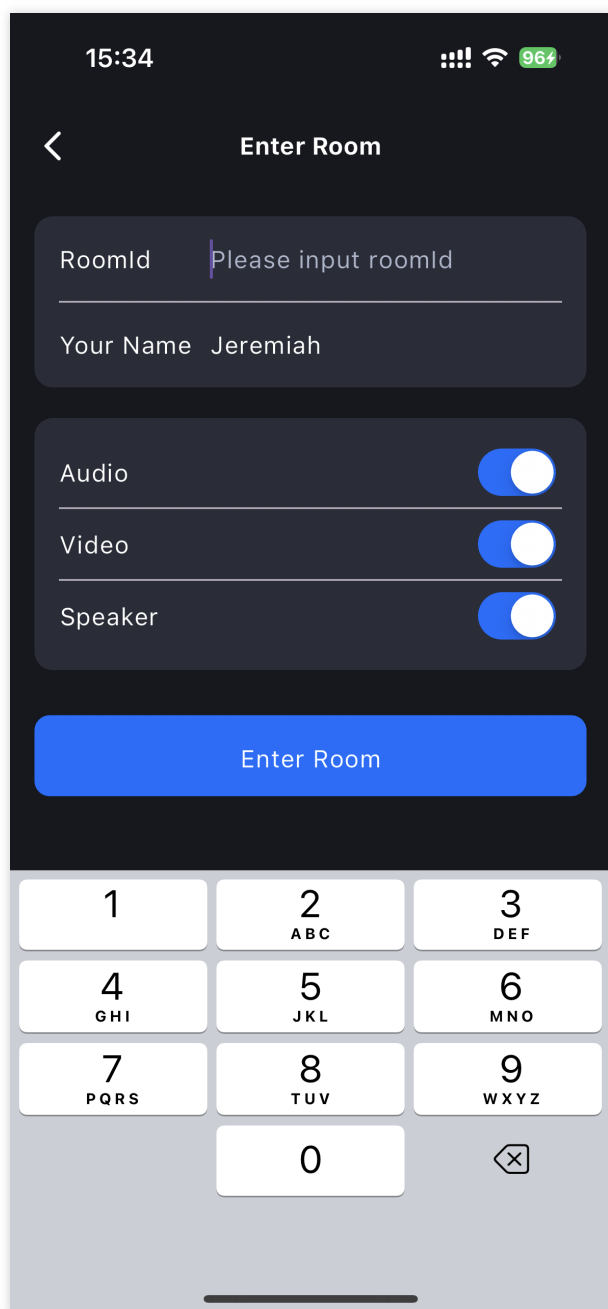 15:34 96
Enter Room
RoomId Please input roomId
Your Name Jeremiah
Audio
Video
Speaker
Enter Room
1 2 3
ABC DEF
4 5 6
GHI JKL MNO
7 8 9
PQRS TUV WXYZ
0